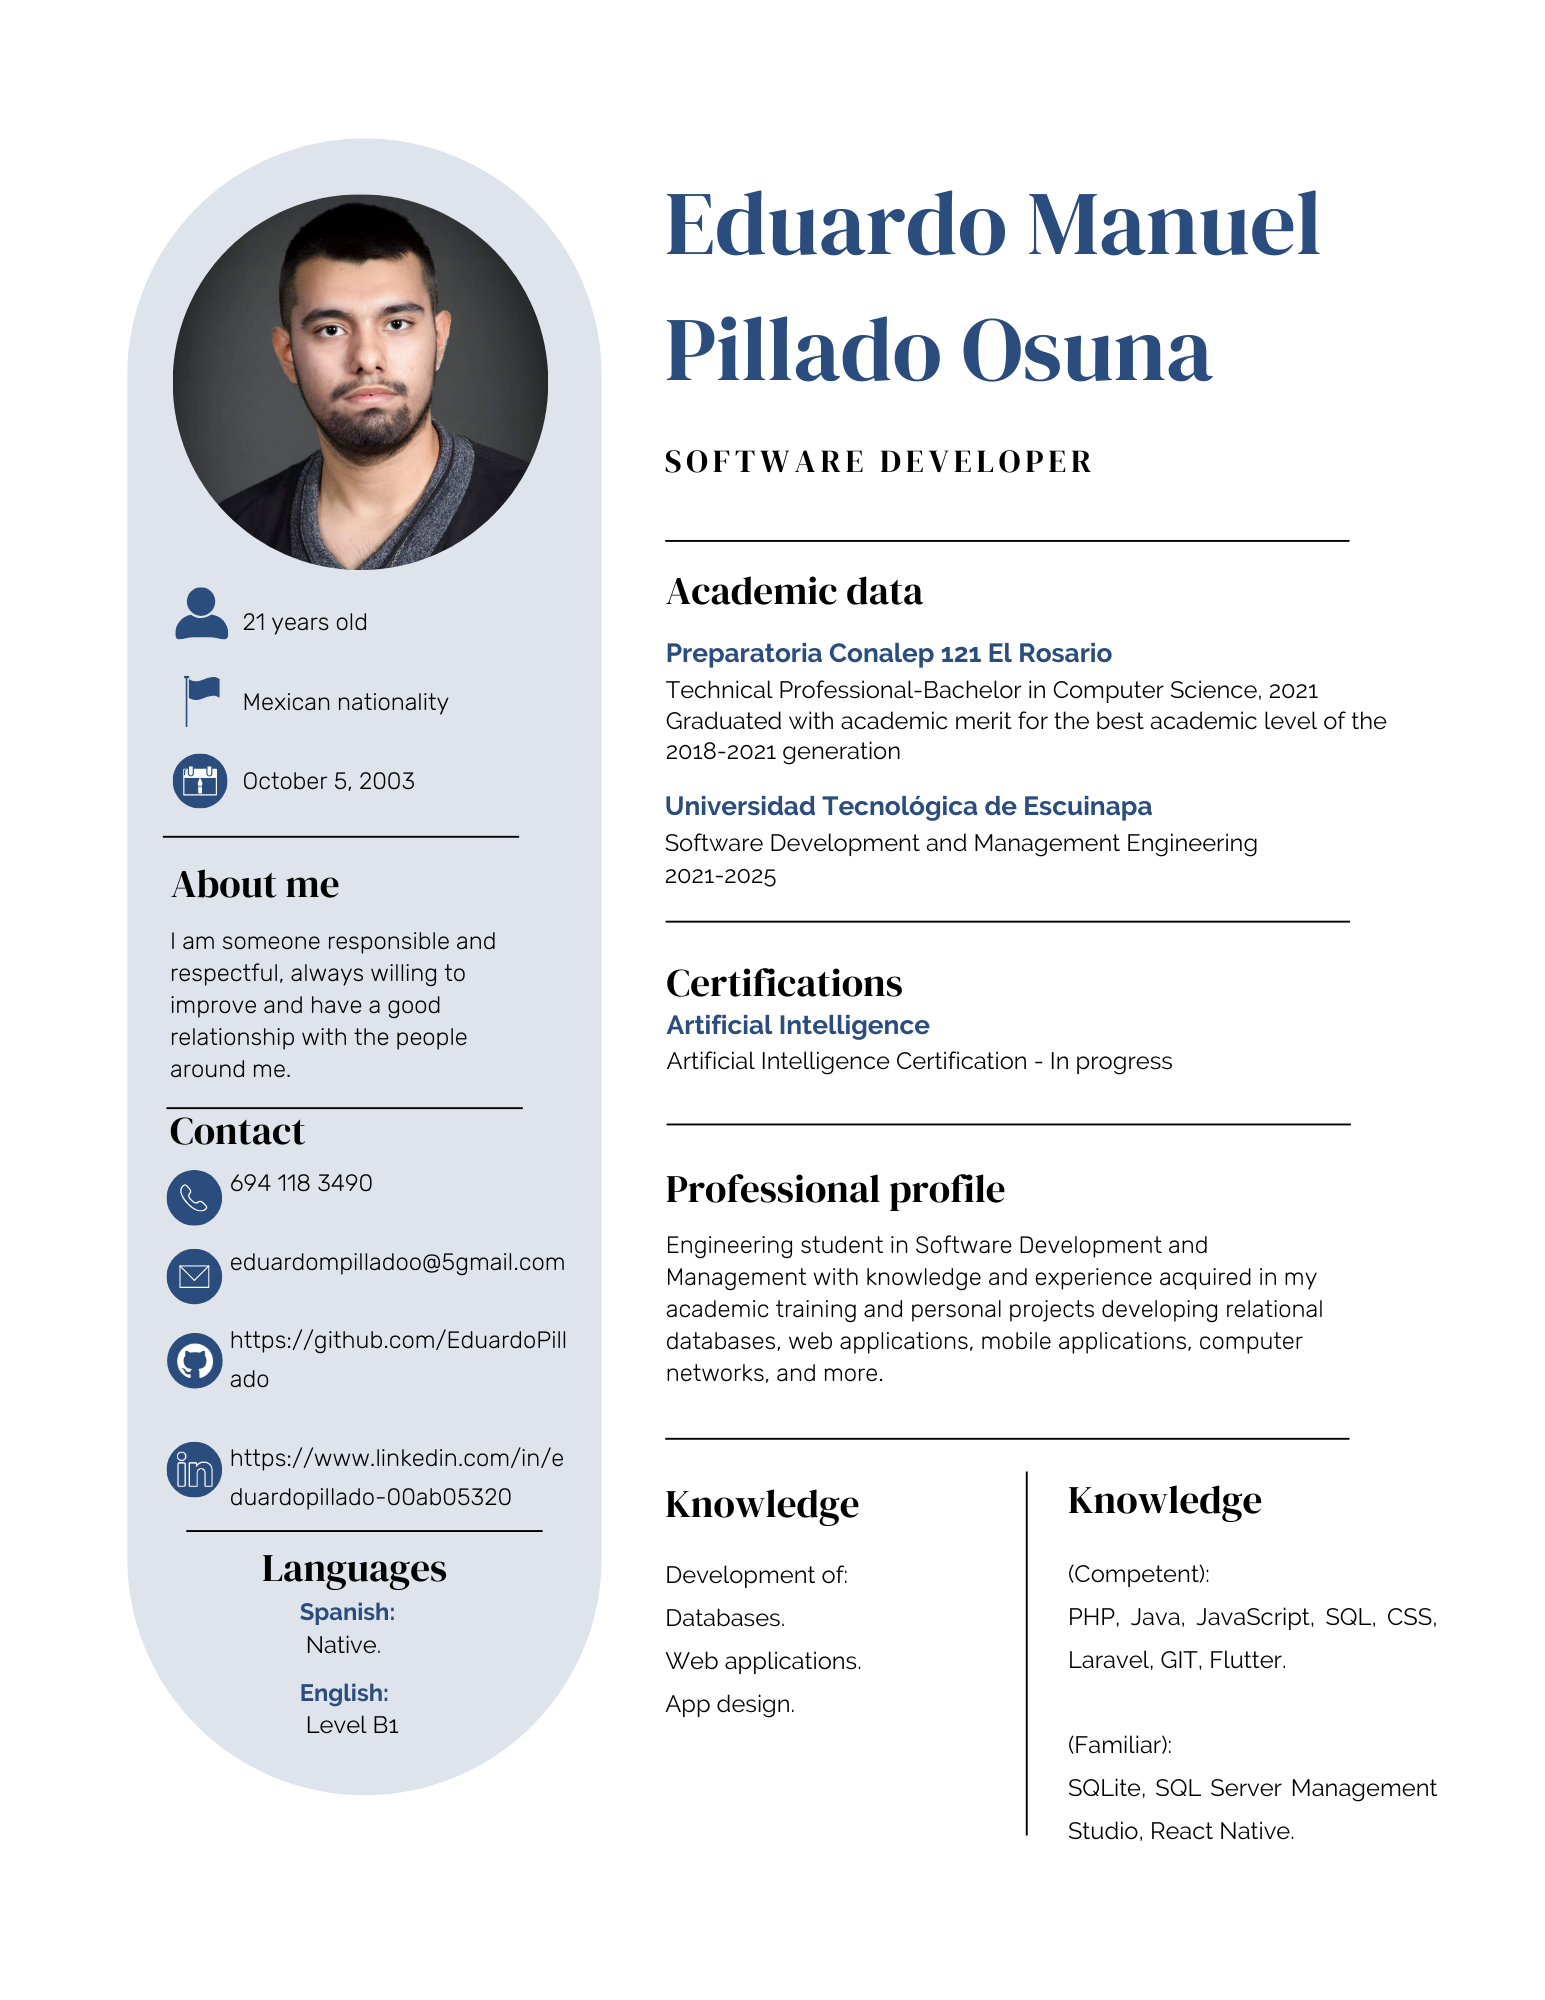 Eduardo Manuel
Pillado Osuna
SOFTWARE DEVELOPER
21 years old
Mexican nationality
October 5, 2003
About me
I am someone responsible and
respectful, always willing to
improve and have a good
relationship with the people
around me.
Contact
694 118 3490
eduardompilladoo@5gmail.com
https://github.com/EduardoPill
ado
https://www.linkedin.com/in/e
duardopillado-00ab05320
Languages
Spanish:
Native.
English:
Level B1
Academic data
Preparatoria Conalep 121 El Rosario
Technical Professional-Bachelor in Computer Science, 2021
Graduated with academic merit for the best academic level of the
2018-2021 generation
Universidad Tecnológica de Escuinapa
Software Development and Management Engineering
2021-2025
Certifications
Artificial Intelligence
Artificial Intelligence Certification - In progress
Professional profile
Engineering student in Software Development and
Management with knowledge and experience acquired in my
academic training and personal projects developing relational
databases, web applications, mobile applications, computer
networks, and more.
Knowledge
Development of:
Databases.
Web applications.
App design.
Knowledge
(Competent):
PHP, Java, JavaScript, SQL, CSS,
Laravel, GIT, Flutter.
(Familiar):
SQLite, SQL Server Management
Studio, React Native.